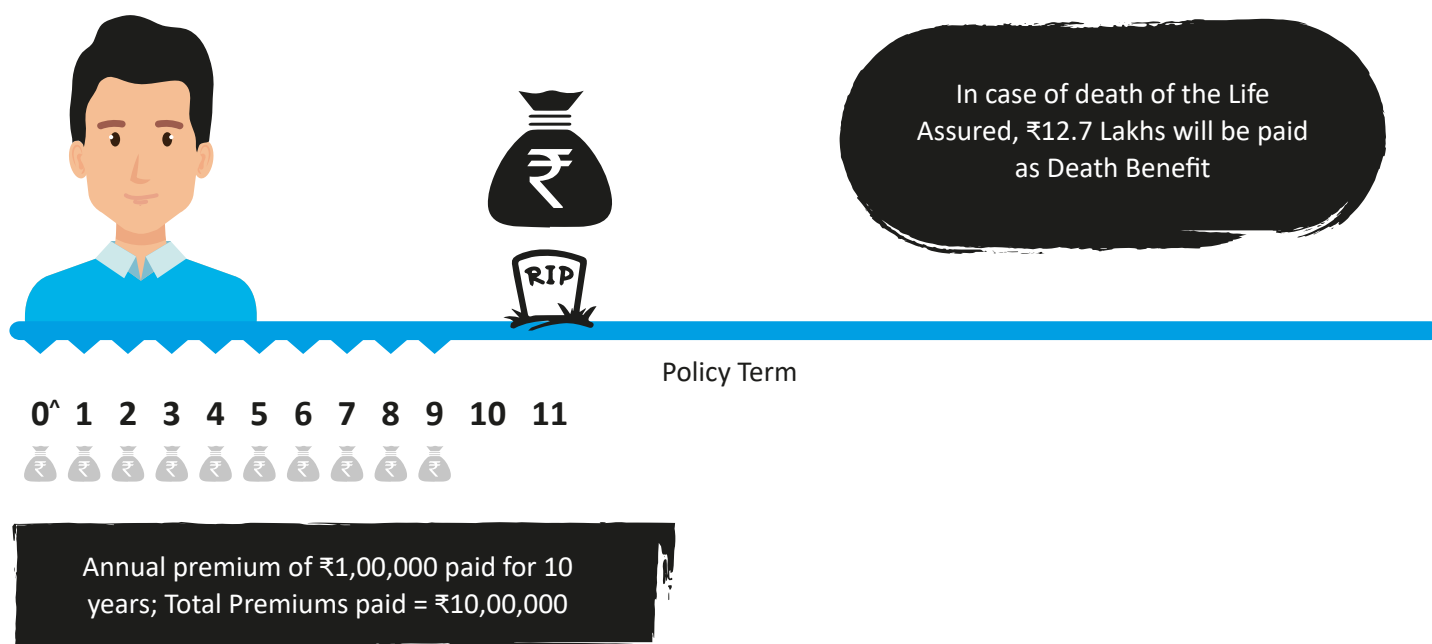 In case of death of the Life
Assured, ₹12.7 Lakhs will be paid
as Death Benefit
₹
RIP
Policy Term
0^ 1 2 3 4 5 6 7 8 9 10 11
₹ ₹ ₹ ₹ ₹ ₹ ₹ ₹ ₹ ₹
Annual premium of ₹1,00,000 paid for 10
years; Total Premiums paid = ₹10,00,000